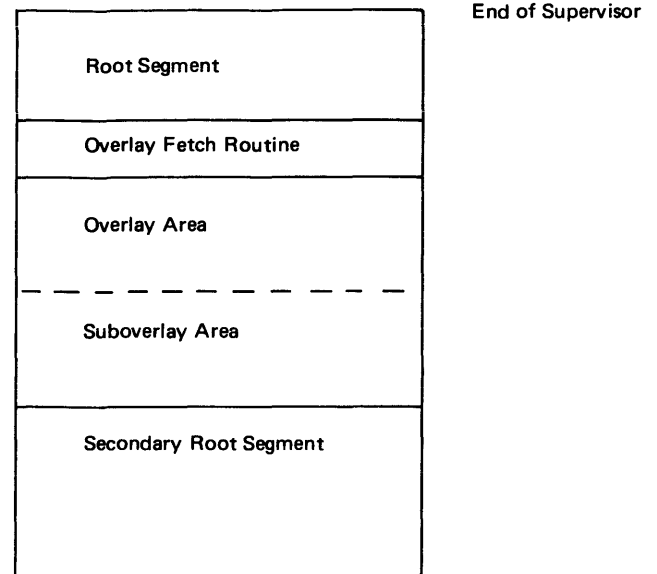 End of Supervisor
Root Segment
Overlay Fetch Routine
Overlay Area
Suboverlay Area
Secondary Root Segment